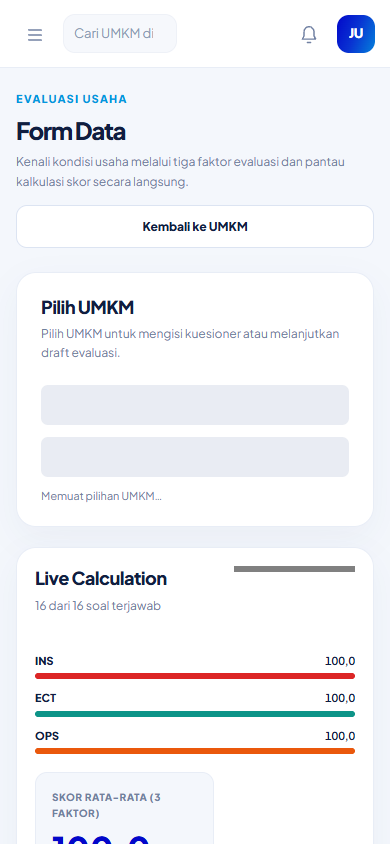 Cari UMKM di
JU
EVALUASI USAHA
Form Data
Kenali kondisi usaha melalui tiga faktor evaluasi dan pantau
kalkulasi skor secara langsung.
Kembali ke UMKM
Pilih UMKM
Pilih UMKM untuk mengisi kuesioner atau melanjutkan
draft evaluasi.
Memuat pilihan UMKM...
Live Calculation
16 dari 16 soal terjawab
INS 100,0
ECT 100,0
OPS 100,0
SKOR RATA-RATA (3
FAKTOR)
100,0